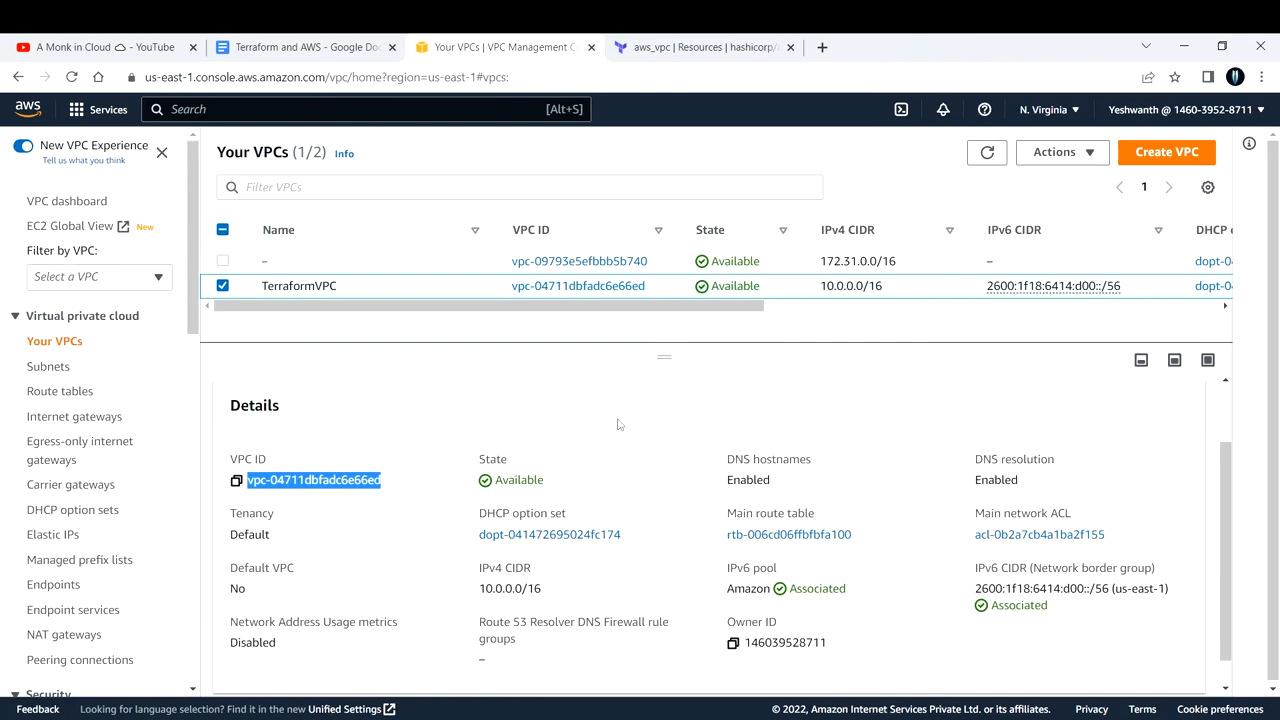 A Monk in Cloud - YouTube
Terraform and AWS - Google Doc
Your VPCs | VPC Management C
aws_vpc | Resources | hashicorp/a
us-east-1.console.aws.amazon.com/vpc/home?region=us-east-1#vpcs:
aws Services Search [Alt+S] N. Virginia Yeshwanth @ 1460-3952-8711
New VPC Experience
Tell us what you think
VPC dashboard
EC2 Global View New
Filter by VPC:
Select a VPC
Virtual private cloud
Your VPCs
Subnets
Route tables
Internet gateways
Egress-only internet
gateways
Carrier gateways
DHCP option sets
Elastic IPs
Managed prefix lists
Endpoints
Endpoint services
NAT gateways
Peering connections
Security
Your VPCs (1/2) Info
Actions
Create VPC
Filter VPCs
1
Name VPC ID State IPv4 CIDR IPv6 CIDR DHCP
– vpc-09793e5efbbb5b740 Available 172.31.0.0/16 – dopt-0
TerraformVPC vpc-04711dbfadc6e66ed Available 10.0.0.0/16 2600:1f18:6414:d00::/56 dopt-0
Details
VPC ID State DNS hostnames DNS resolution
vpc-04711dbfadc6e66ed Available Enabled Enabled
Tenancy DHCP option set Main route table Main network ACL
Default dopt-041472695024fc174 rtb-006cd06ffbfbfa100 acl-0b2a7cb4a1ba2f155
Default VPC IPv4 CIDR IPv6 pool IPv6 CIDR (Network border group)
No 10.0.0.0/16 Amazon Associated 2600:1f18:6414:d00::/56 (us-east-1)
Associated
Network Address Usage metrics Route 53 Resolver DNS Firewall rule Owner ID
groups
Disabled – 146039528711
Feedback Looking for language selection? Find it in the new Unified Settings © 2022, Amazon Internet Services Private Ltd. or its affiliates. Privacy Terms Cookie preferences